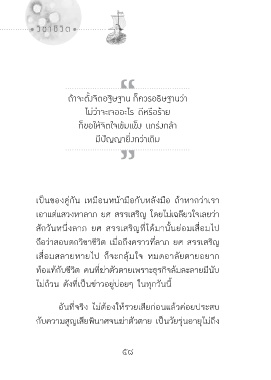 วิชาชีวิต
ถ้าจะตั้งจิตอธิษฐาน ก็ควรอธิษฐานว่า
ไม่ว่าจะเจออะไร ดีหรือร้าย
ก็ขอให้จิตใจเข้มแข็ง แกร่งกล้า
มีปัญญายิ่งกว่าเดิม
เป็นของคู่กัน เหมือนหน้ามือกับหลังมือ ถ้าหากว่าเรา
เอาแต่แสวงหาลาภ ยศ สรรเสริญ โดยไม่เฉลียวใจเลยว่า
สักวันหนึ่งลาภ ยศ สรรเสริญที่ได้มานั้นย่อมเสื่อมไป
ถือว่าสอบตกวิชาชีวิต เมื่อถึงคราวที่ลาภ ยศ สรรเสริญ
เสื่อมสลายหายไป ก็จะกลุ้มใจ หมดอาลัยตายอยาก
ท้อแท้กับชีวิต คนที่ฆ่าตัวตายเพราะธุรกิจล้มละลายมีนับ
ไม่ถ้วน ดังที่เป็นข่าวอยู่บ่อยๆ ในทุกวันนี้
อันที่จริง ไม่ต้องให้รวยเสียก่อนแล้วค่อยประสบ
กับความสูญเสียพินาศจนฆ่าตัวตาย เป็นวัยรุ่นอายุไม่ถึง
๕๘